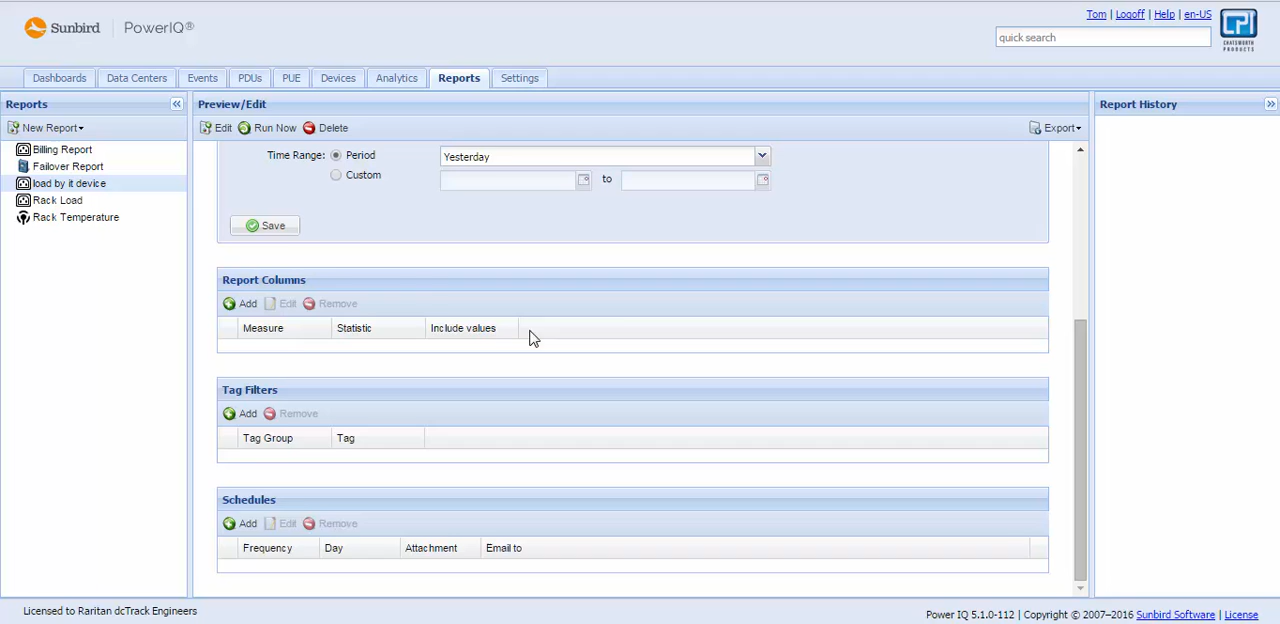 Sunbird PowerIQ® Tom | Logoff | Help | en-US
quick search
CPI
CHATSWORTH
PRODUCTS
Dashboards Data Centers Events PDUs PUE Devices Analytics Reports Settings
Reports Preview/Edit Report History
New Report Edit Run Now Delete Export
Billing Report
Failover Report
load by it device
Rack Load
Rack Temperature
Time Range: Period Yesterday
Custom to
Save
Report Columns
Add Edit Remove
Measure Statistic Include values
Tag Filters
Add Remove
Tag Group Tag
Schedules
Add Edit Remove
Frequency Day Attachment Email to
Licensed to Raritan dcTrack Engineers Power IQ 5.1.0-112 | Copyright © 2007–2016 Sunbird Software | License